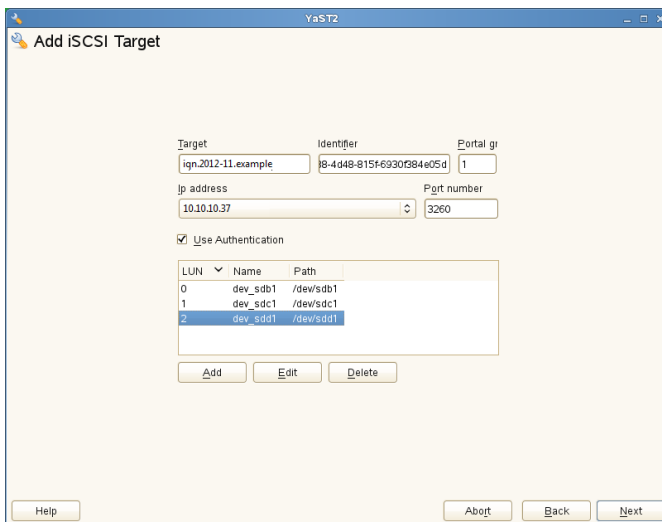 YaST2
Add iSCSI Target
Target Identifier Portal gr
iqn.2012-11.example 38-4d48-815f-6930f384e05d 1
Ip address Port number
10.10.10.37 3260
Use Authentication
LUN Name Path
0 dev_sdb1 /dev/sdb1
1 dev_sdc1 /dev/sdc1
2 dev_sdd1 /dev/sdd1
Add Edit Delete
Help Abort Back Next